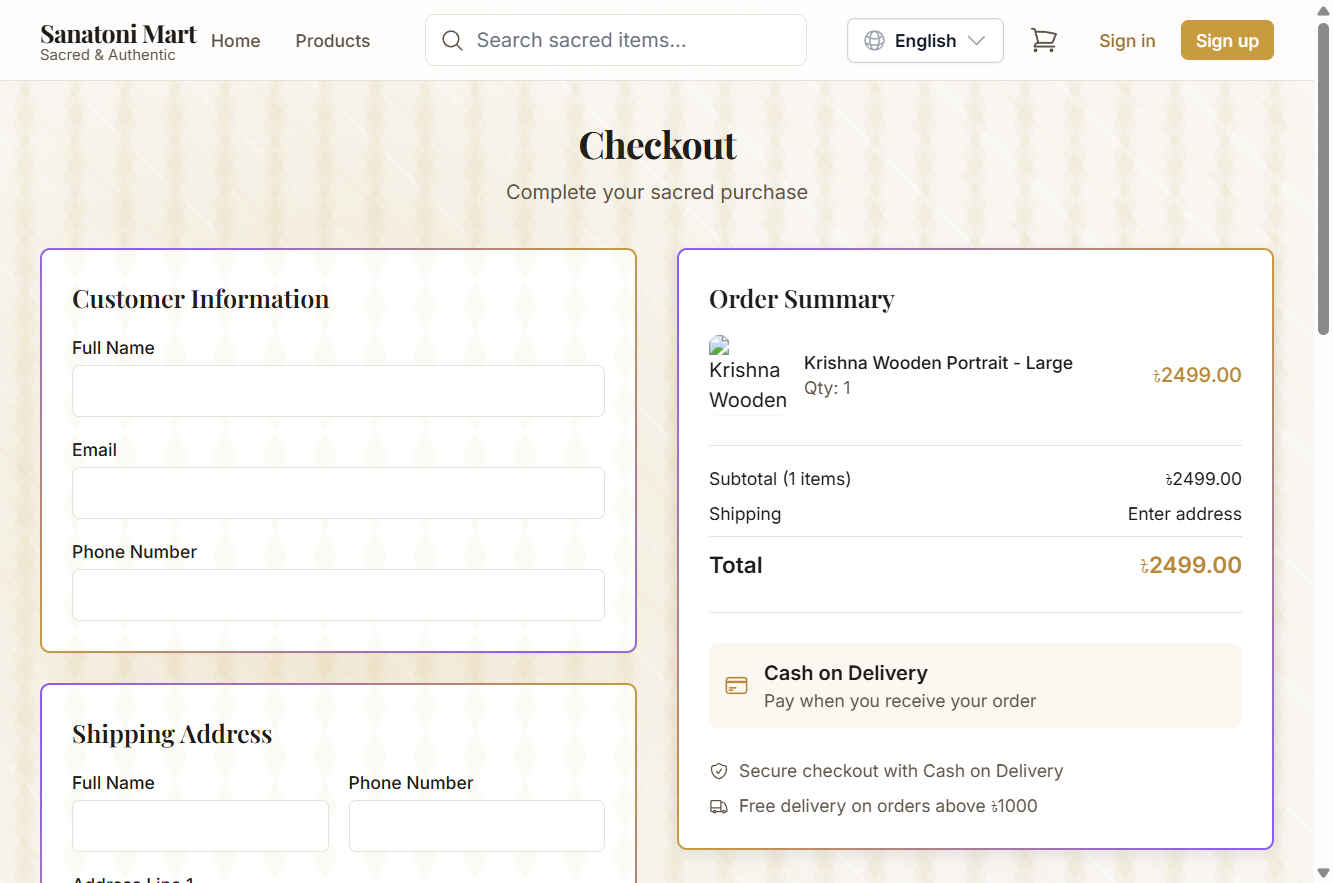 Sanatoni Mart
Sacred & Authentic
Home
Products
Search sacred items...
English
Sign in
Sign up
Checkout
Complete your sacred purchase
Customer Information
Full Name
Email
Phone Number
Shipping Address
Full Name
Phone Number
Address Line 1
Order Summary
Krishna
Wooden
Krishna Wooden Portrait - Large
Qty: 1
৳2499.00
Subtotal (1 items)
৳2499.00
Shipping
Enter address
Total
৳2499.00
Cash on Delivery
Pay when you receive your order
Secure checkout with Cash on Delivery
Free delivery on orders above ৳1000